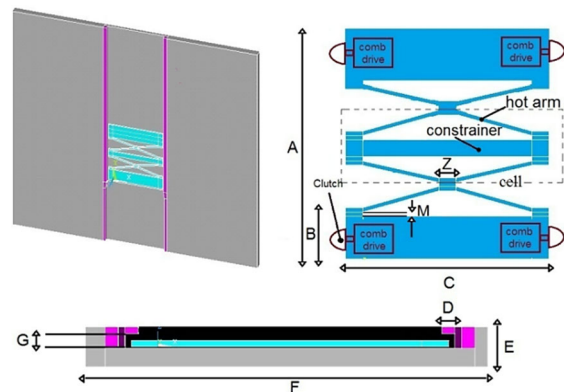 comb drive
comb drive
hot arm
constrainer
A
Z
cell
Clutch
M
B
comb drive
comb drive
C
D
G
E
F